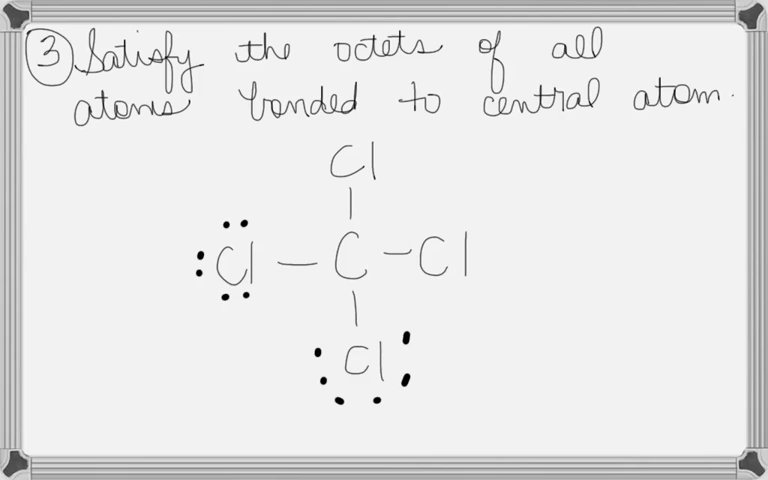 3 Satisfy the octets of all
atoms bonded to central atom.
Cl
Cl — C — Cl
Cl